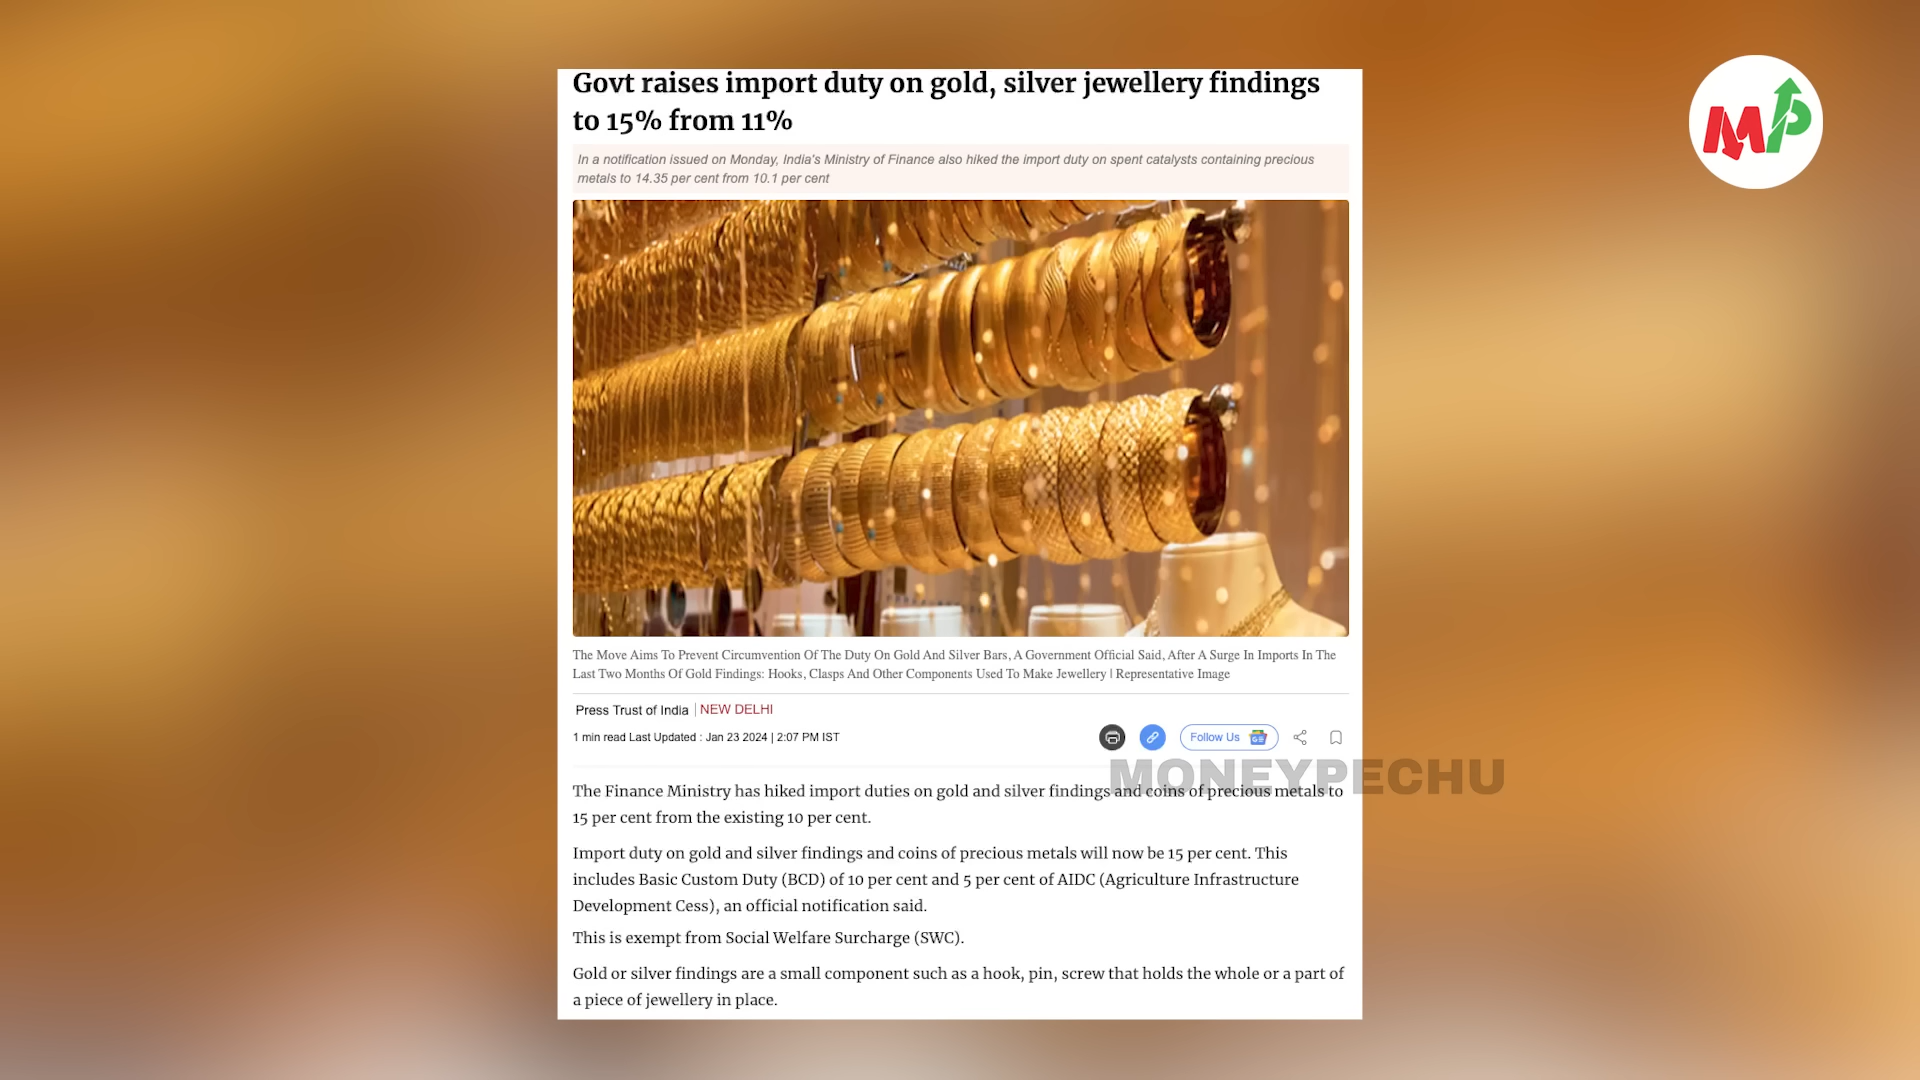 Govt raises import duty on gold, silver jewellery findings
to 15% from 11%
In a notification issued on Monday, India's Ministry of Finance also hiked the import duty on spent catalysts containing precious
metals to 14.35 per cent from 10.1 per cent
The Move Aims To Prevent Circumvention Of The Duty On Gold And Silver Bars, A Government Official Said, After A Surge In Imports In The
Last Two Months Of Gold Findings: Hooks, Clasps And Other Components Used To Make Jewellery | Representative Image
Press Trust of India | NEW DELHI
1 min read Last Updated : Jan 23 2024 | 2:07 PM IST
Follow Us
MONEYPECHU
The Finance Ministry has hiked import duties on gold and silver findings and coins of precious metals to
15 per cent from the existing 10 per cent.
Import duty on gold and silver findings and coins of precious metals will now be 15 per cent. This
includes Basic Custom Duty (BCD) of 10 per cent and 5 per cent of AIDC (Agriculture Infrastructure
Development Cess), an official notification said.
This is exempt from Social Welfare Surcharge (SWC).
Gold or silver findings are a small component such as a hook, pin, screw that holds the whole or a part of
a piece of jewellery in place.
MP